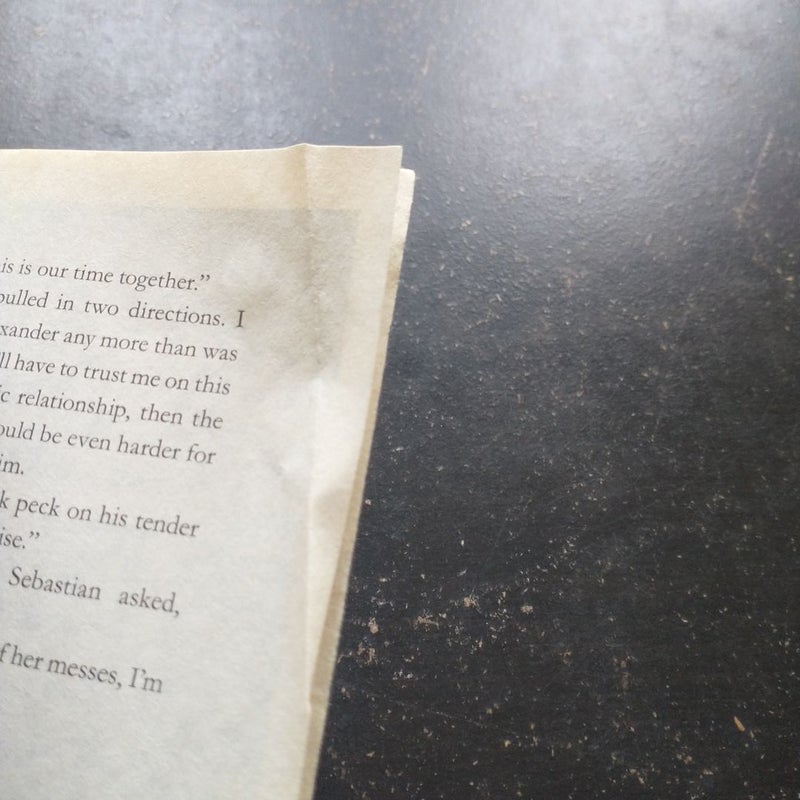 is is our time together.”
pulled in two directions. I
xander any more than was
ll have to trust me on this
ic relationship, then the
ould be even harder for
im.
k peck on his tender
ise.”
Sebastian asked,
f her messes, I’m